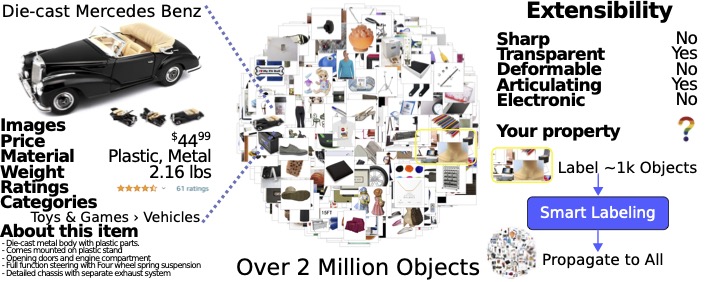 Die-cast Mercedes Benz
Images
Price $44⁹⁹
Material Plastic, Metal
Weight 2.16 lbs
Ratings 61 ratings
Categories
Toys & Games › Vehicles
About this item
- Die-cast metal body with plastic parts.
- Comes mounted on plastic stand
- Opening doors and engine compartment
- Full function steering with Four wheel spring suspension
- Detailed chassis with separate exhaust system
15FT
Over 2 Million Objects
Extensibility
Sharp No
Transparent Yes
Deformable No
Articulating Yes
Electronic No
Your property ?
Label ~1k Objects
Smart Labeling
Propagate to All